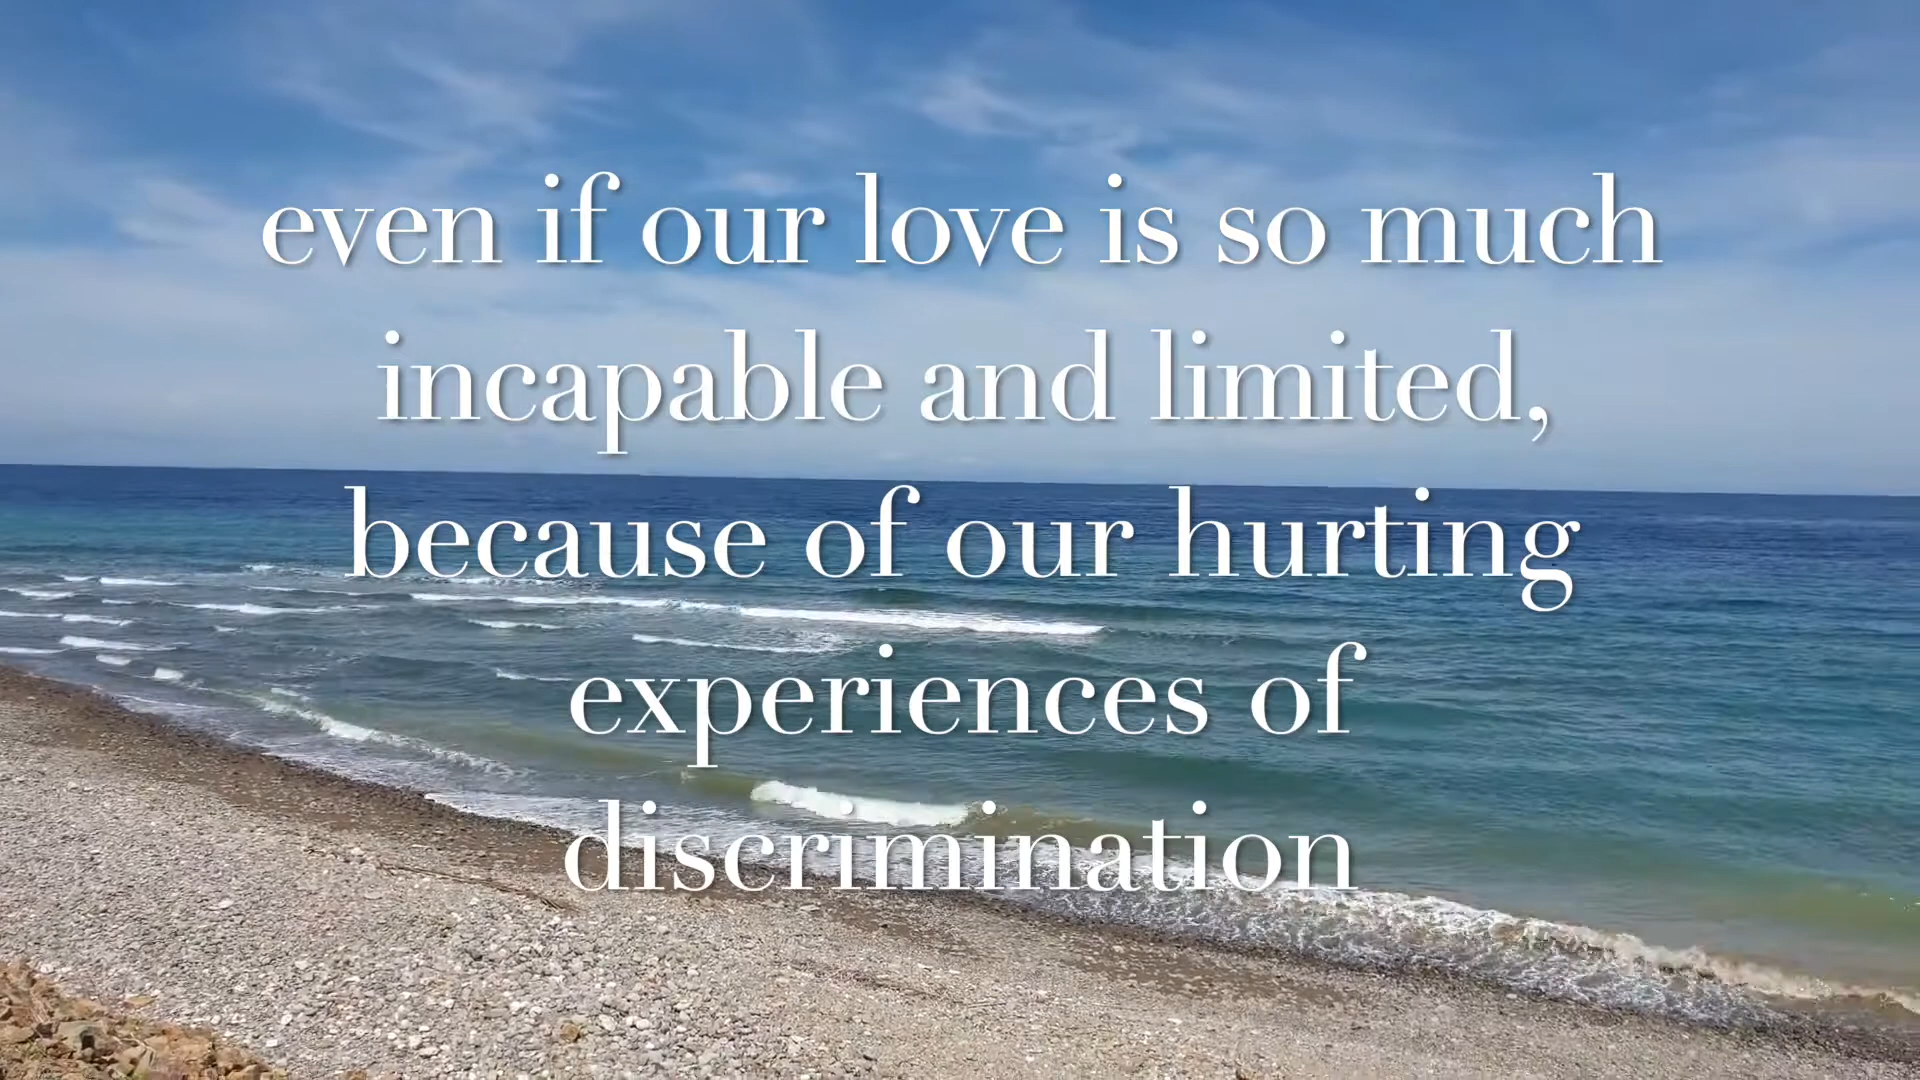 even if our love is so much
incapable and limited,
because of our hurting
experiences of
discrimination